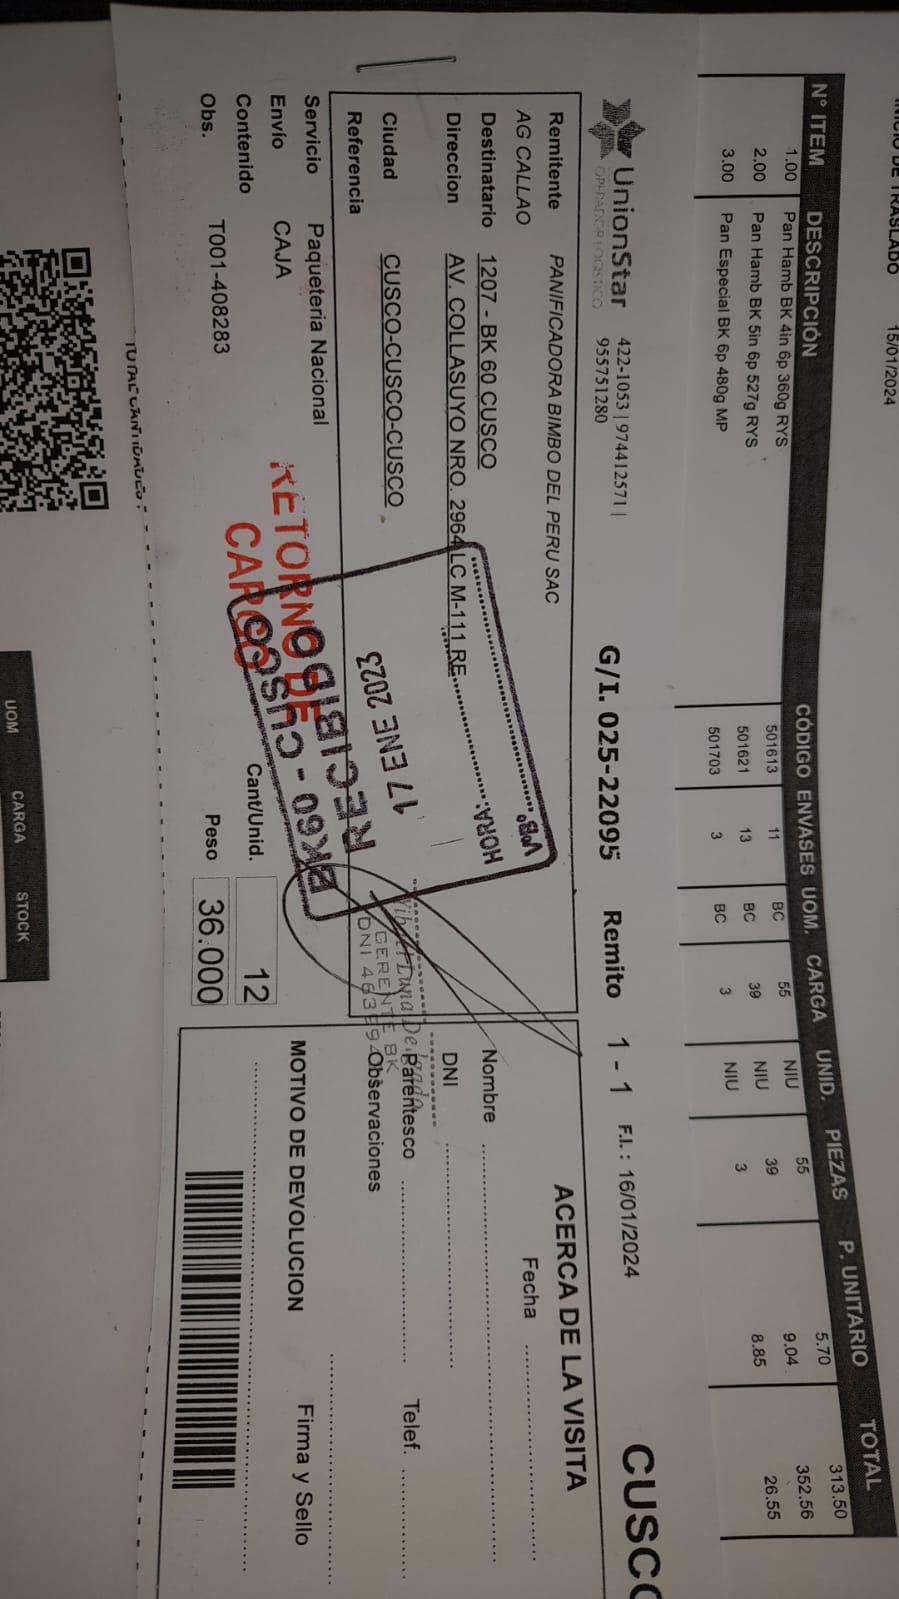 INICIO DE TRASLADO 15/01/2024
N° ITEM DESCRIPCIÓN CÓDIGO ENVASES UOM. CARGA UNID. PIEZAS P. UNITARIO TOTAL
1.00 Pan Hamb BK 4in 6p 360g RYS 501613 11 BC 55 NIU 55 5.70 313.50
2.00 Pan Hamb BK 5in 6p 527g RYS 501621 13 BC 39 NIU 39 9.04 352.56
3.00 Pan Especial BK 6p 480g MP 501703 3 BC 3 NIU 3 8.85 26.55
UnionStar 422-1053 | 974412571 |
OPERADOR LOGISTICO 955751280
G/I. 025-22095 Remito 1 - 1 F.I. : 16/01/2024 CUSCO
Remitente PANIFICADORA BIMBO DEL PERU SAC
AG CALLAO
Destinatario 1207 - BK 60 CUSCO
Direccion AV. COLLASUYO NRO. 2964 LC M-111 RE
Ciudad CUSCO-CUSCO-CUSCO
Referencia
Servicio Paqueteria Nacional
Envío CAJA
Contenido
Obs. T001-408283
Cant/Unid. 12
Peso 36.000
RETORNO DE
CARGO
BK60 - CUSCO
RECIBIDO
17 ENE 2023
HORA:
VºBº
GERENTE BK
ACERCA DE LA VISITA
Fecha
Nombre
DNI
Parentesco Telef.
Observaciones
MOTIVO DE DEVOLUCION Firma y Sello
TOTAL CANTIDADES:
UOM CARGA STOCK